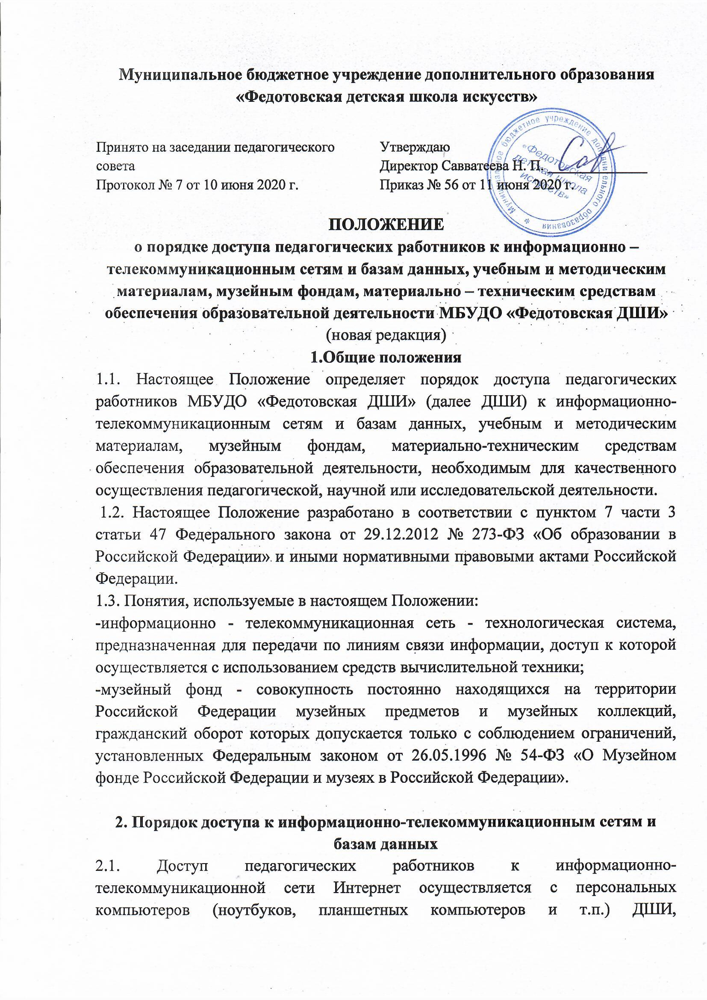 Муниципальное бюджетное учреждение дополнительного образования
«Федотовская детская школа искусств»
Принято на заседании педагогического
совета
Протокол № 7 от 10 июня 2020 г.
Утверждаю
Директор Савватеева Н. П.
Приказ № 56 от 11 июня 2020 г.
Муниципальное бюджетное учреждение дополнительного образования *
«Федотовская
детская школа
искусств»
ПОЛОЖЕНИЕ
о порядке доступа педагогических работников к информационно –
телекоммуникационным сетям и базам данных, учебным и методическим
материалам, музейным фондам, материально – техническим средствам
обеспечения образовательной деятельности МБУДО «Федотовская ДШИ»
(новая редакция)
1.Общие положения
1.1. Настоящее Положение определяет порядок доступа педагогических
работников МБУДО «Федотовская ДШИ» (далее ДШИ) к информационно-
телекоммуникационным сетям и базам данных, учебным и методическим
материалам, музейным фондам, материально-техническим средствам
обеспечения образовательной деятельности, необходимым для качественного
осуществления педагогической, научной или исследовательской деятельности.
1.2. Настоящее Положение разработано в соответствии с пунктом 7 части 3
статьи 47 Федерального закона от 29.12.2012 № 273-ФЗ «Об образовании в
Российской Федерации» и иными нормативными правовыми актами Российской
Федерации.
1.3. Понятия, используемые в настоящем Положении:
-информационно - телекоммуникационная сеть - технологическая система,
предназначенная для передачи по линиям связи информации, доступ к которой
осуществляется с использованием средств вычислительной техники;
-музейный фонд - совокупность постоянно находящихся на территории
Российской Федерации музейных предметов и музейных коллекций,
гражданский оборот которых допускается только с соблюдением ограничений,
установленных Федеральным законом от 26.05.1996 № 54-ФЗ «О Музейном
фонде Российской Федерации и музеях в Российской Федерации».
2. Порядок доступа к информационно-телекоммуникационным сетям и
базам данных
2.1. Доступ педагогических работников к информационно-
телекоммуникационной сети Интернет осуществляется с персональных
компьютеров (ноутбуков, планшетных компьютеров и т.п.) ДШИ,